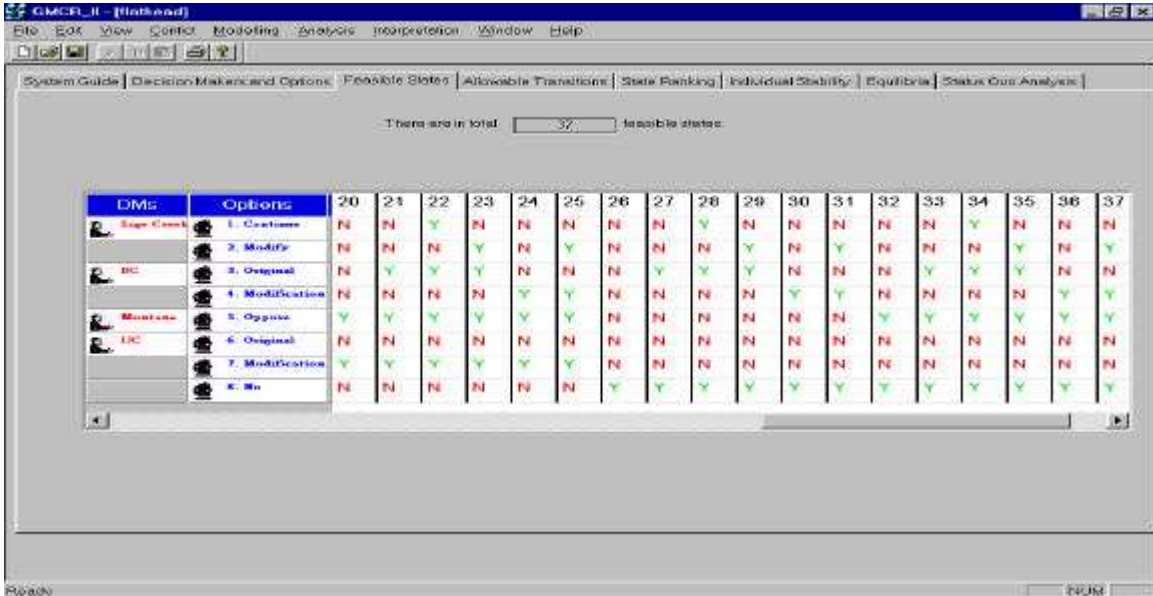 GMCR_II - [flathead]
File Edit View Conflict Modelling Analysis Interpretation Window Help
System Guide Decision Makers and Options Feasible States Allowable Transitions State Ranking Individual Stability Equilibria Status Quo Analysis
There are in total 37 feasible states.
DMs Options 20 21 22 23 24 25 26 27 28 29 30 31 32 33 34 35 36 37
Sage Creek 1. Continue N N Y N N N N N Y N N N N N Y N N N
2. Modify N N N Y N Y N N N Y N Y N N N Y N Y
BC 3. Original N Y Y Y N N N Y Y Y N N N Y Y Y N N
4. Modification N N N N Y Y N N N N Y Y N N N N Y Y
Montana 5. Oppose Y Y Y Y Y Y N N N N N N Y Y Y Y Y Y
IJC 6. Original N N N N N N N N N N N N N N N N N N
7. Modification Y Y Y Y Y Y N N N N N N N N N N N N
8. No N N N N N N Y Y Y Y Y Y Y Y Y Y Y Y
Ready NUM